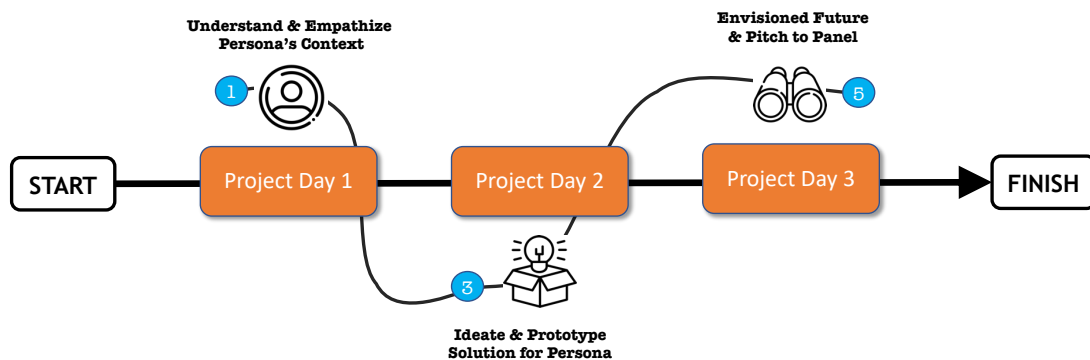 Understand & Empathize
Persona's Context
1
Envisioned Future
& Pitch to Panel
5
START
Project Day 1
Project Day 2
Project Day 3
FINISH
3
Ideate & Prototype
Solution for Persona